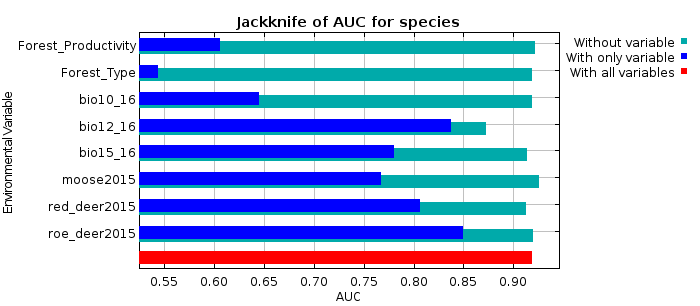 Jackknife of AUC for species
Environmental Variable
Forest_Productivity
Forest_Type
bio10_16
bio12_16
bio15_16
moose2015
red_deer2015
roe_deer2015
Without variable
With only variable
With all variables
0.55 0.60 0.65 0.70 0.75 0.80 0.85 0.90
AUC